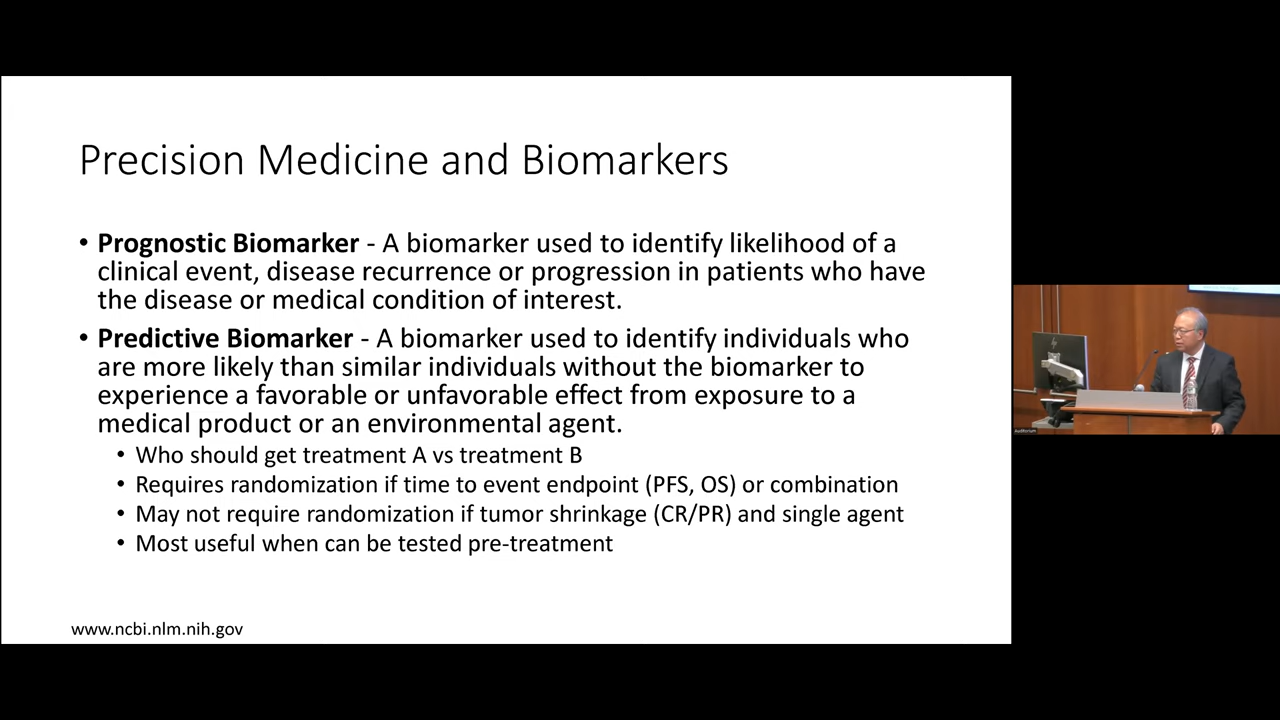 Precision Medicine and Biomarkers
• Prognostic Biomarker - A biomarker used to identify likelihood of a
clinical event, disease recurrence or progression in patients who have
the disease or medical condition of interest.
• Predictive Biomarker - A biomarker used to identify individuals who
are more likely than similar individuals without the biomarker to
experience a favorable or unfavorable effect from exposure to a
medical product or an environmental agent.
• Who should get treatment A vs treatment B
• Requires randomization if time to event endpoint (PFS, OS) or combination
• May not require randomization if tumor shrinkage (CR/PR) and single agent
• Most useful when can be tested pre-treatment
www.ncbi.nlm.nih.gov
Auditorium